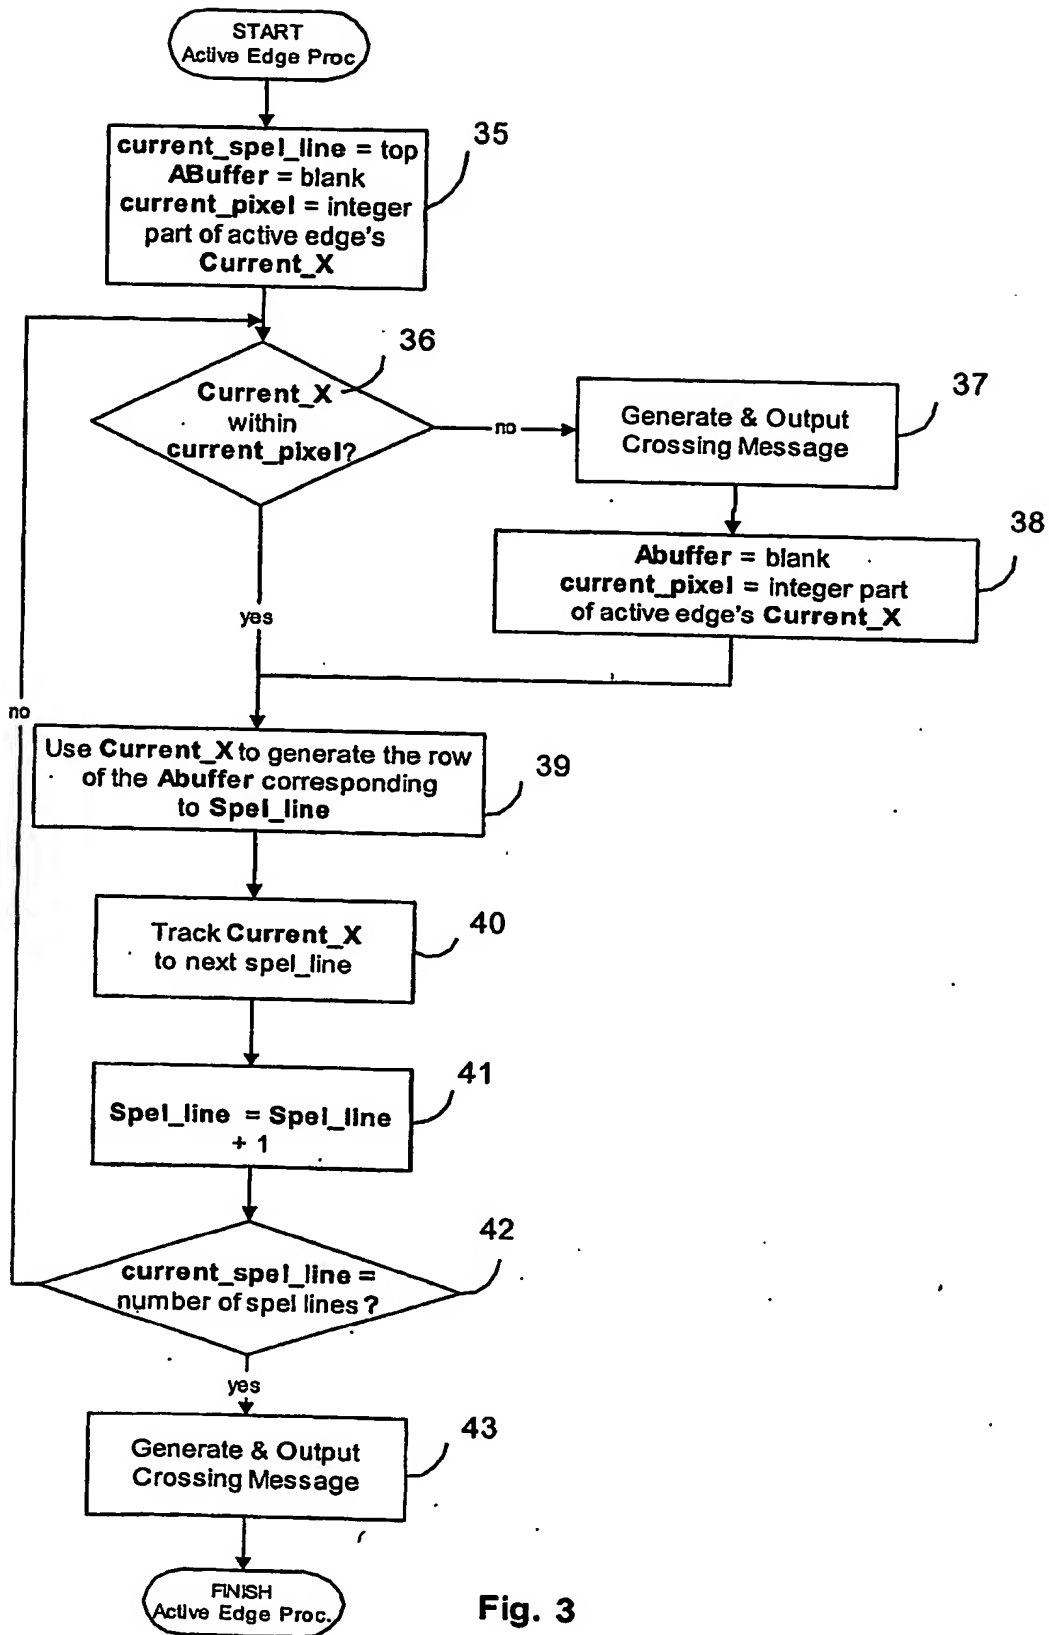 START
Active Edge Proc
current_spel_line = top
ABuffer = blank
current_pixel = integer
part of active edge's
Current_X
35
36
Current_X
within
current_pixel?
no
37
Generate & Output
Crossing Message
38
Abuffer = blank
current_pixel = integer part
of active edge's Current_X
yes
no
Use Current_X to generate the row
of the Abuffer corresponding
to Spel_line
39
Track Current_X
to next spel_line
40
41
Spel_line = Spel_line
+ 1
42
current_spel_line =
number of spel lines ?
yes
Generate & Output
Crossing Message
43
FINISH
Active Edge Proc.
Fig. 3